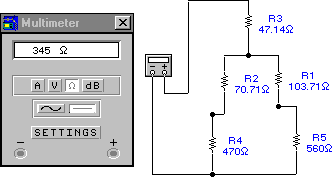 Multimeter
345 Ω
A V Ω dB
SETTINGS
R3
47.14Ω
R2
70.71Ω
R1
103.71Ω
R4
470Ω
R5
560Ω